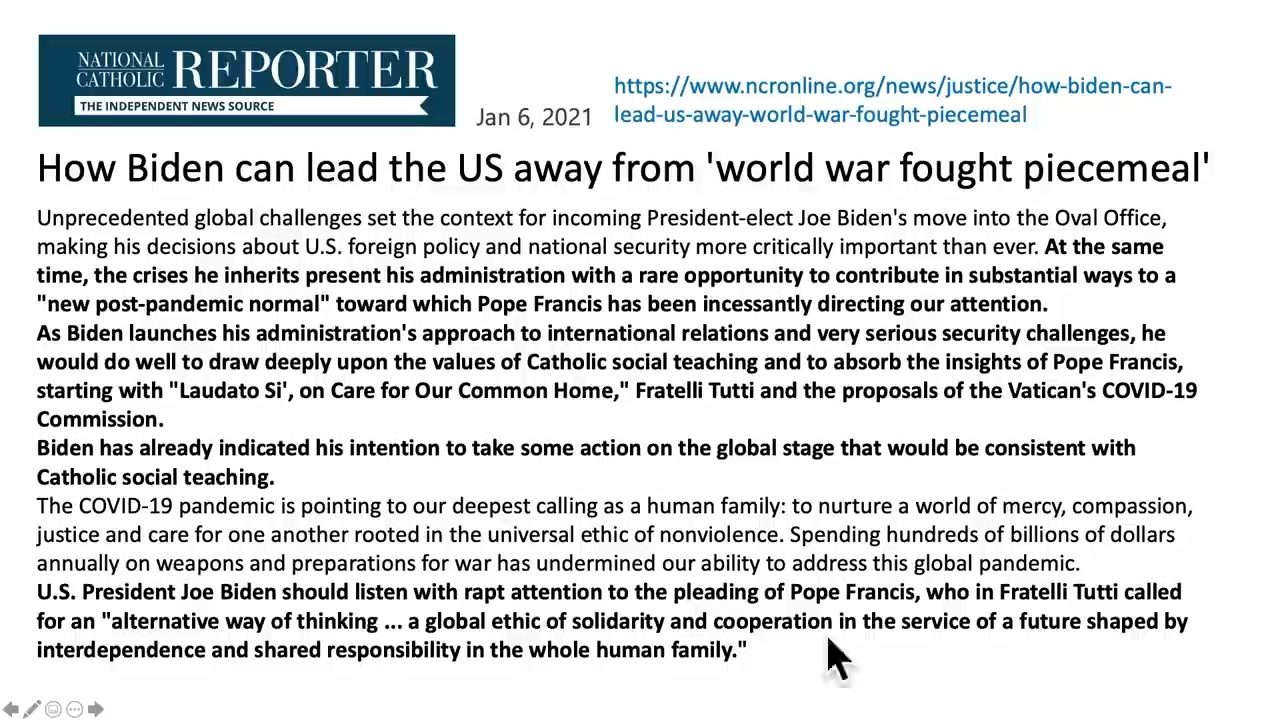 NATIONAL CATHOLIC REPORTER
THE INDEPENDENT NEWS SOURCE
Jan 6, 2021
https://www.ncronline.org/news/justice/how-biden-can-
lead-us-away-world-war-fought-piecemeal
How Biden can lead the US away from 'world war fought piecemeal'
Unprecedented global challenges set the context for incoming President-elect Joe Biden's move into the Oval Office,
making his decisions about U.S. foreign policy and national security more critically important than ever. At the same
time, the crises he inherits present his administration with a rare opportunity to contribute in substantial ways to a
"new post-pandemic normal" toward which Pope Francis has been incessantly directing our attention.
As Biden launches his administration's approach to international relations and very serious security challenges, he
would do well to draw deeply upon the values of Catholic social teaching and to absorb the insights of Pope Francis,
starting with "Laudato Si', on Care for Our Common Home," Fratelli Tutti and the proposals of the Vatican's COVID-19
Commission.
Biden has already indicated his intention to take some action on the global stage that would be consistent with
Catholic social teaching.
The COVID-19 pandemic is pointing to our deepest calling as a human family: to nurture a world of mercy, compassion,
justice and care for one another rooted in the universal ethic of nonviolence. Spending hundreds of billions of dollars
annually on weapons and preparations for war has undermined our ability to address this global pandemic.
U.S. President Joe Biden should listen with rapt attention to the pleading of Pope Francis, who in Fratelli Tutti called
for an "alternative way of thinking ... a global ethic of solidarity and cooperation in the service of a future shaped by
interdependence and shared responsibility in the whole human family."